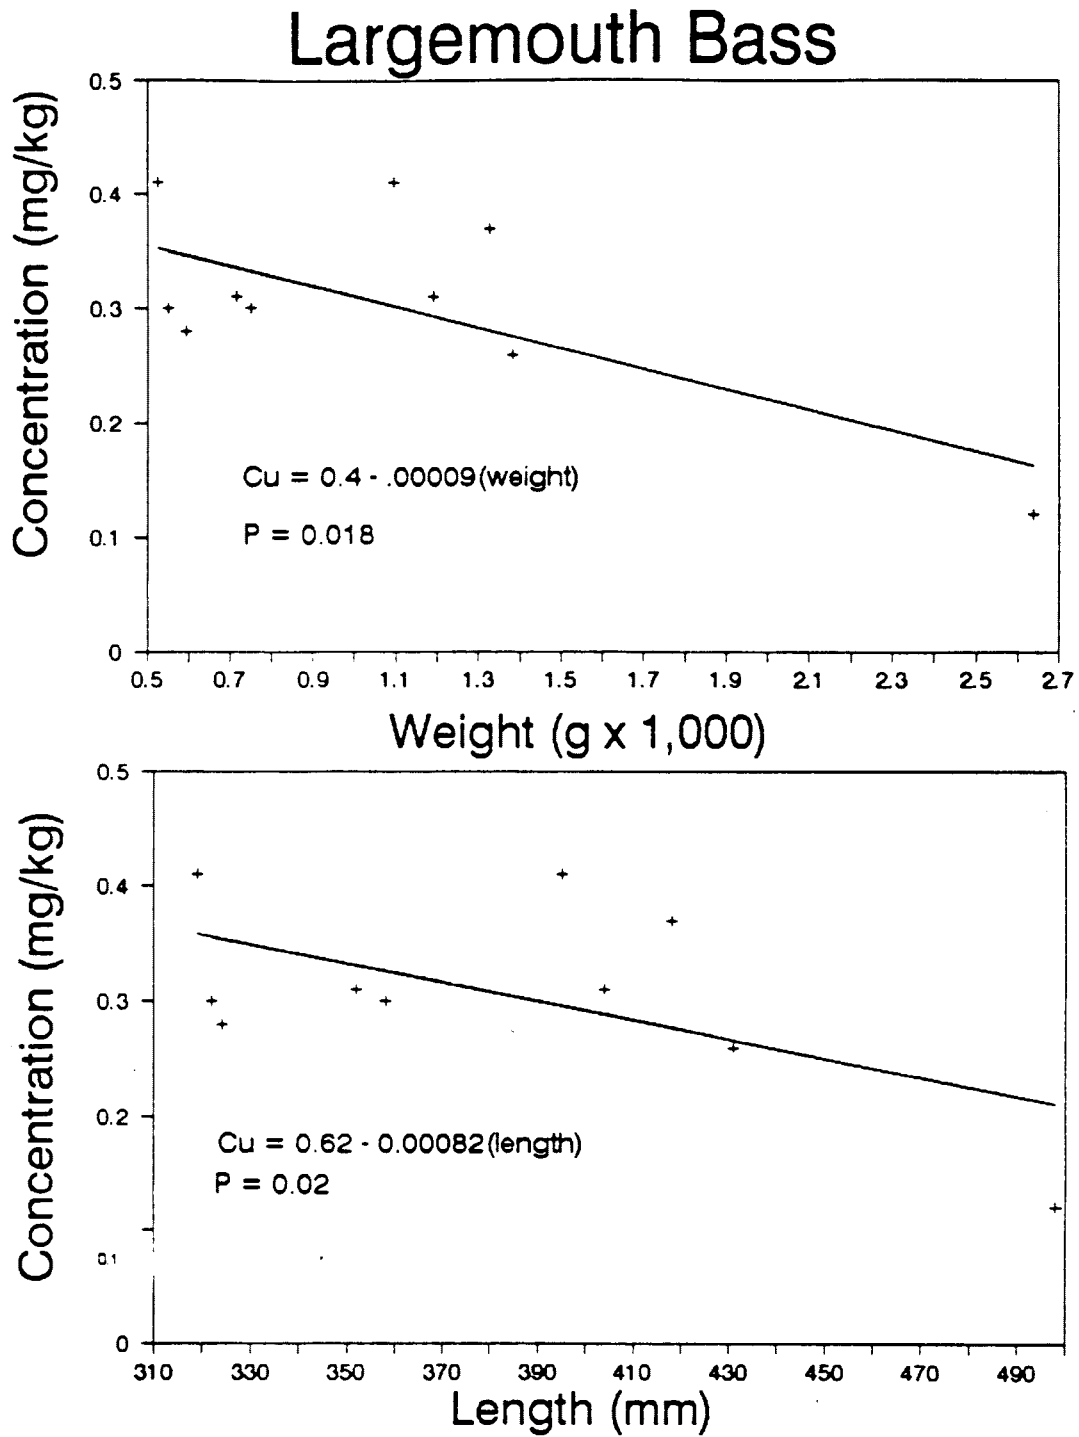 Largemouth Bass
Concentration (mg/kg)
0.5
0.4
0.3
0.2
0.1
0
Cu = 0.4 - .00009(weight)
P = 0.018
0.5 0.7 0.9 1.1 1.3 1.5 1.7 1.9 2.1 2.3 2.5 2.7
Weight (g x 1,000)
Concentration (mg/kg)
0.5
0.4
0.3
0.2
0.1
0
Cu = 0.62 - 0.00082(length)
P = 0.02
310 330 350 370 390 410 430 450 470 490
Length (mm)